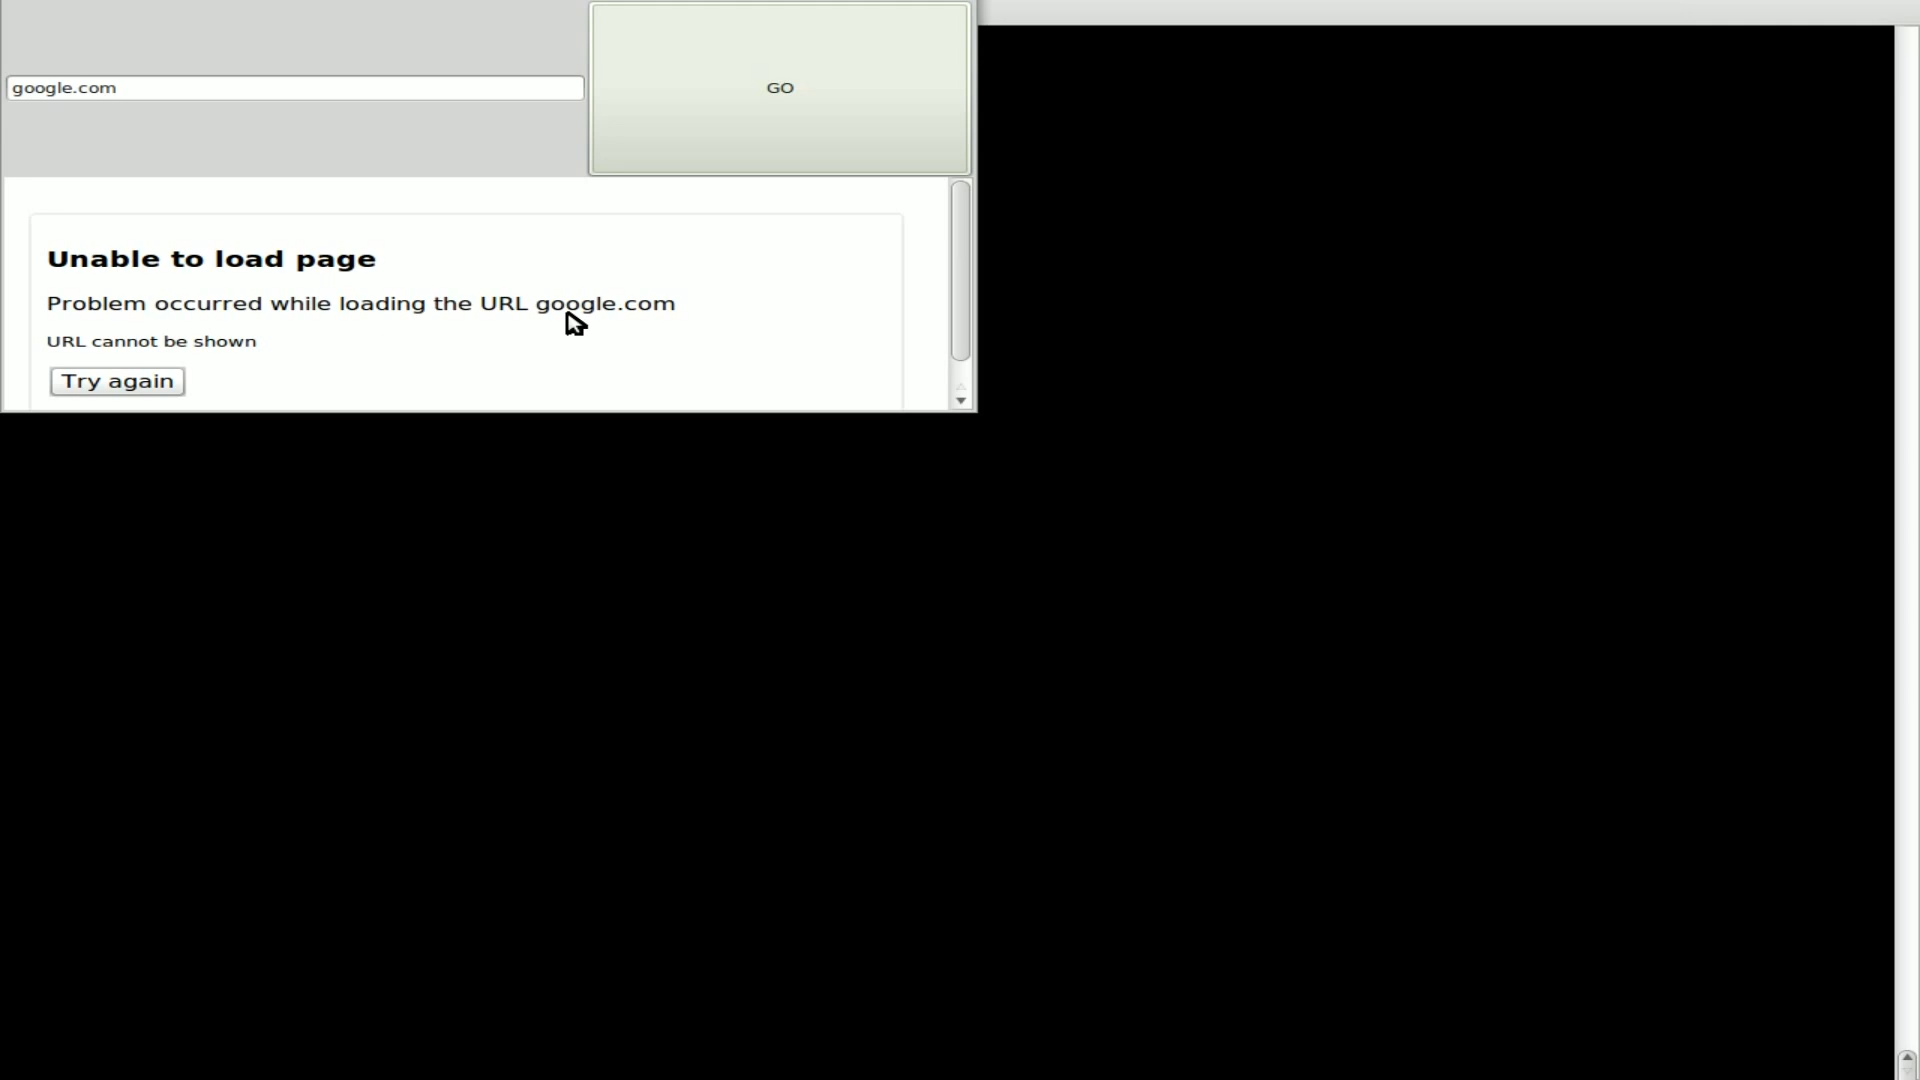 google.com
GO
Unable to load page
Problem occurred while loading the URL google.com
URL cannot be shown
Try again